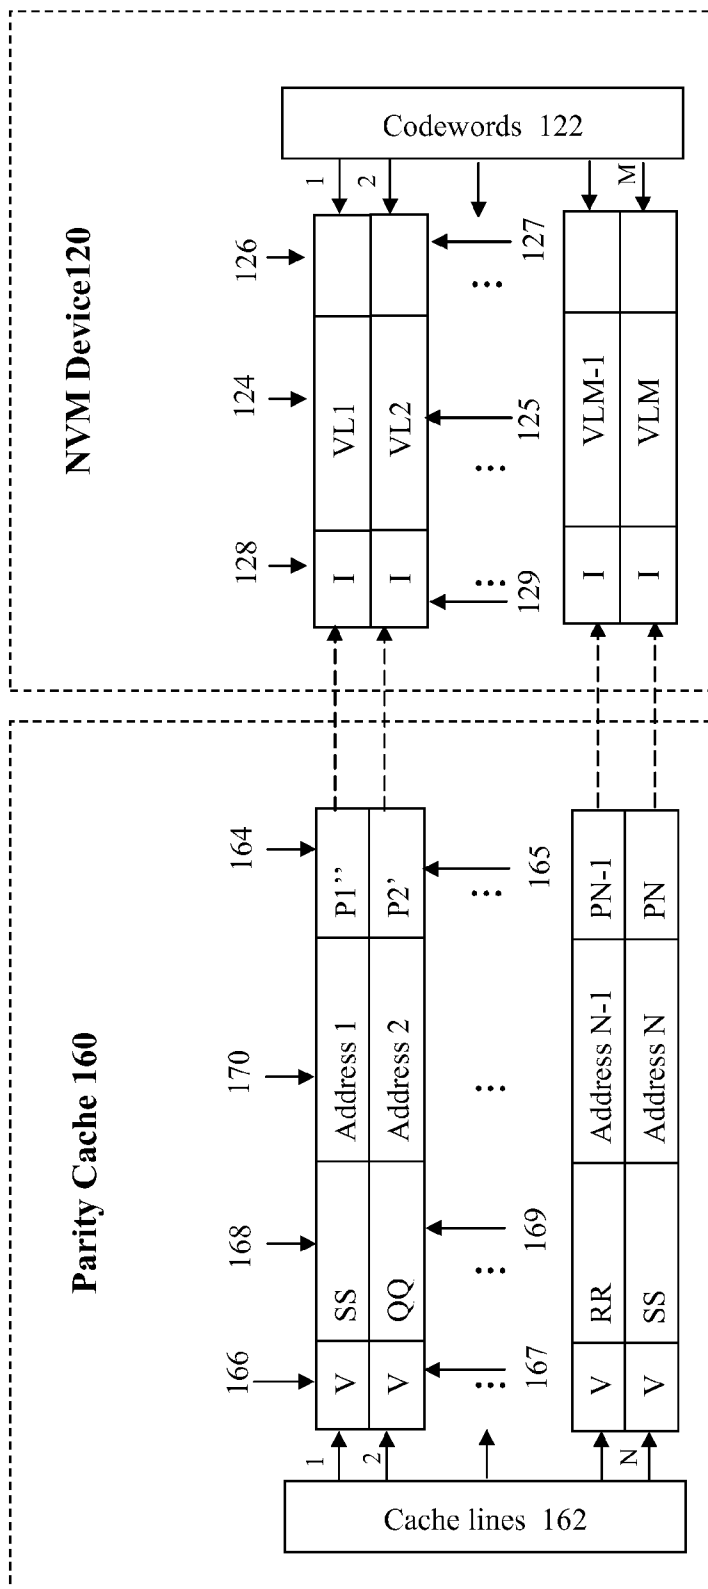 Parity Cache 160
NVM Device120
166 168 170 164
128 124 126
Cache lines 162
1 V SS Address 1 P1’’
2 V QQ Address 2 P2’
... ... ... ...
167 169 165
V RR Address N-1 PN-1
N V SS Address N PN
I VL1 1
I VL2 2
... ... ...
129 125 127
I VLM-1
I VLM M
Codewords 122